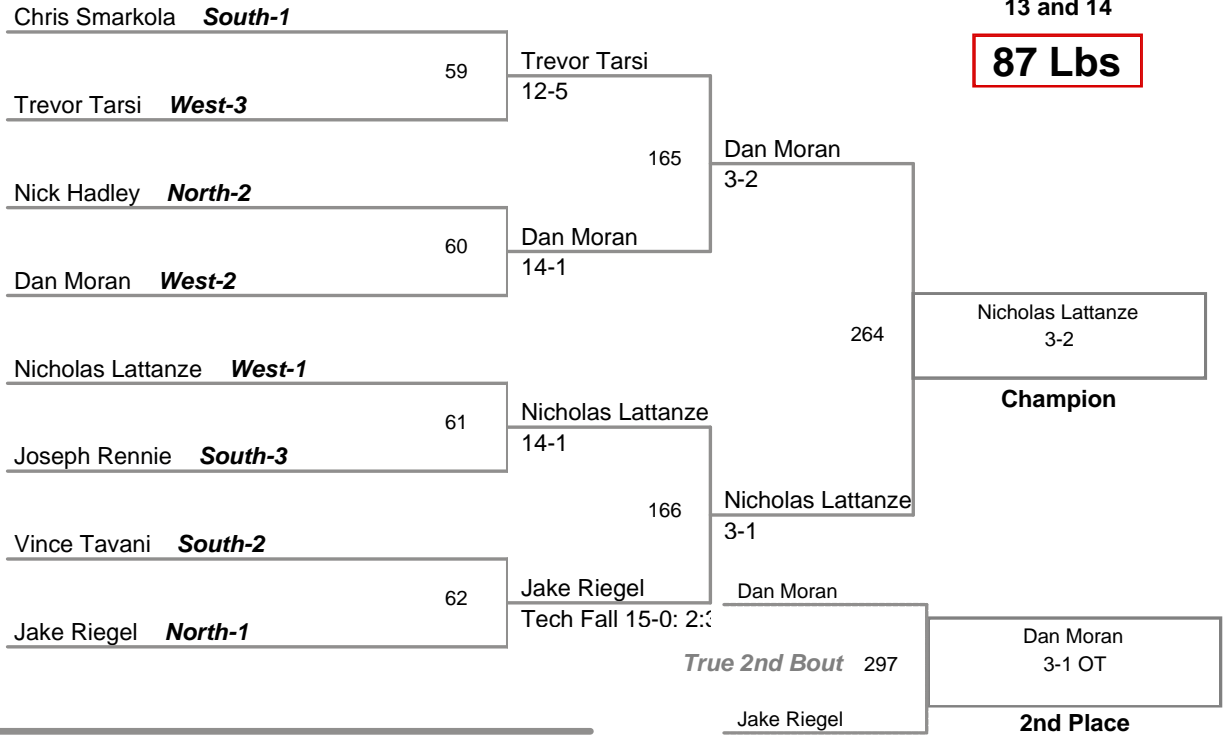 13 and 14
87 Lbs
Chris Smarkola South-1
59
Trevor Tarsi West-3
Trevor Tarsi
12-5
165
Nick Hadley North-2
60
Dan Moran West-2
Dan Moran
14-1
Dan Moran
3-2
264
Nicholas Lattanze West-1
61
Joseph Rennie South-3
Nicholas Lattanze
14-1
166
Vince Tavani South-2
62
Jake Riegel North-1
Jake Riegel
Tech Fall 15-0:
Nicholas Lattanze
3-1
Nicholas Lattanze
3-2
Champion
Dan Moran
True 2nd Bout 297
Jake Riegel
Dan Moran
3-1 OT
2nd Place